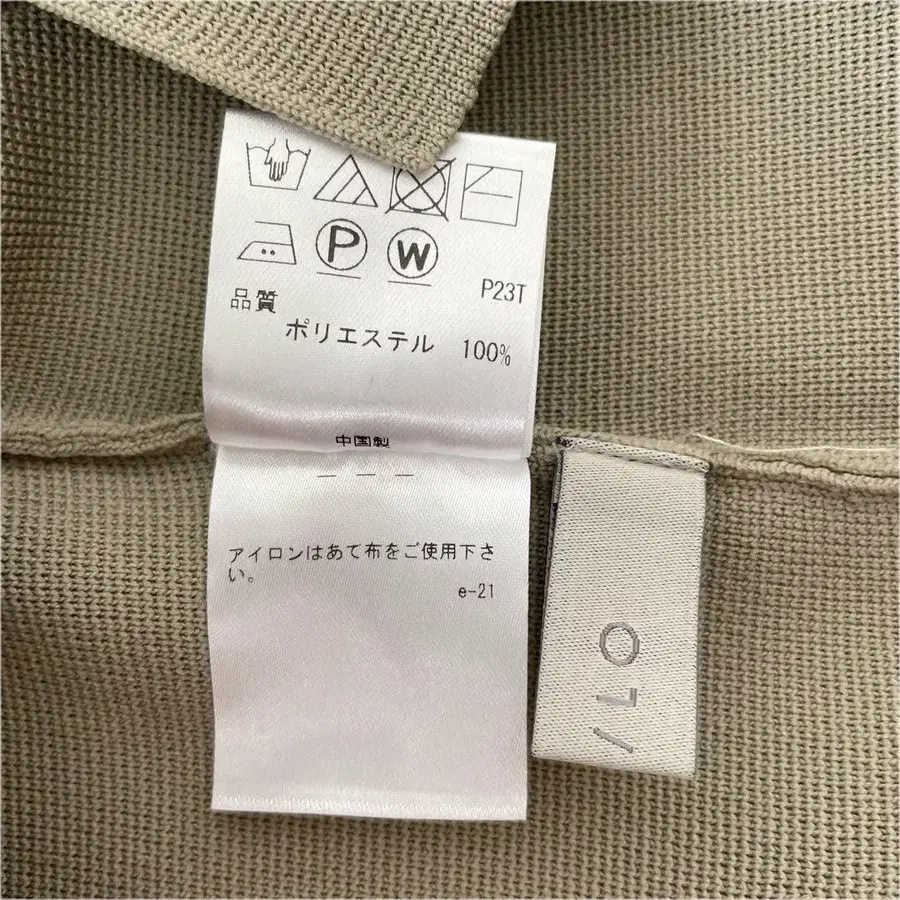 P W
P23T
品質
ポリエステル 100%
中国製
アイロンはあて布をご使用下さ
い。
e-21